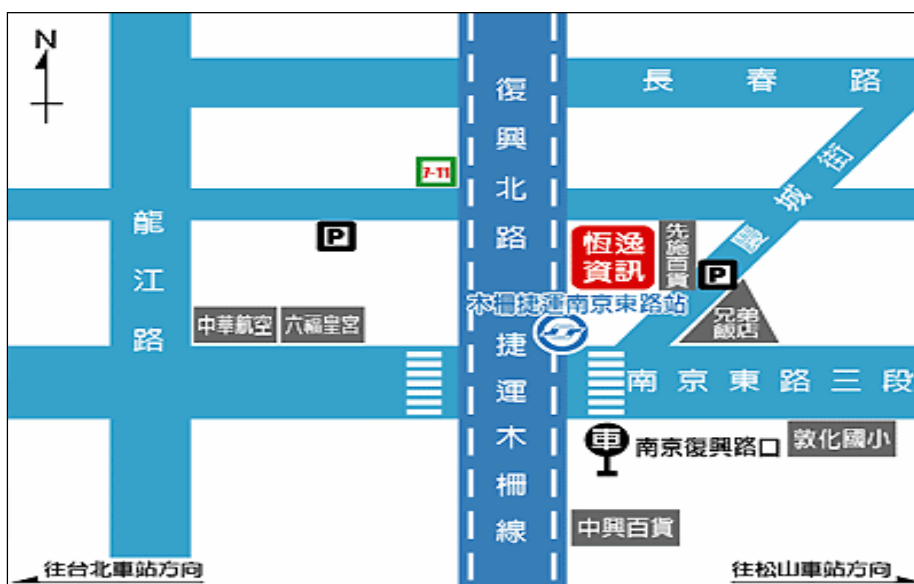 N
長春路
復興北路
慶城街
7-11
龍江路
P
恆逸
資訊
先施百貨
P
木柵捷運南京東路站
兄弟
飯店
中華航空
六福皇宮
捷運木柵線
南京東路三段
車
南京復興路口
敦化國小
中興百貨
往台北車站方向
往松山車站方向